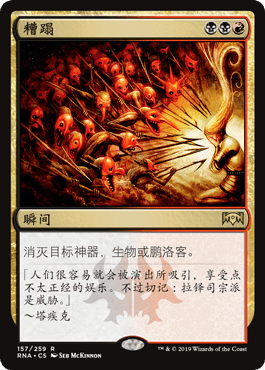 糟蹋
瞬间
消灭目标神器，生物或鹏洛客。
「人们很容易就会被演出所吸引，享受点
不太正经的娱乐。不过切记：拉铎司宗派
是威胁。」
～塔疾克
157/259 R
RNA • CS Seb McKinnon
™ & © 2019 Wizards of the Coast